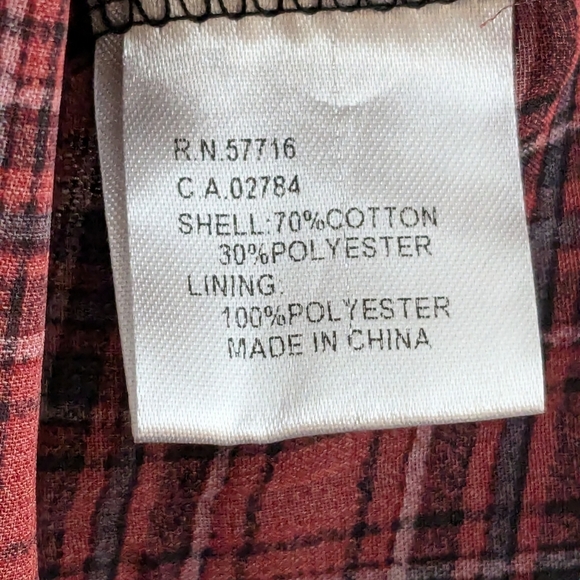 R.N.57716
C.A.02784
SHELL:70%COTTON
30%POLYESTER
LINING:
100%POLYESTER
MADE IN CHINA